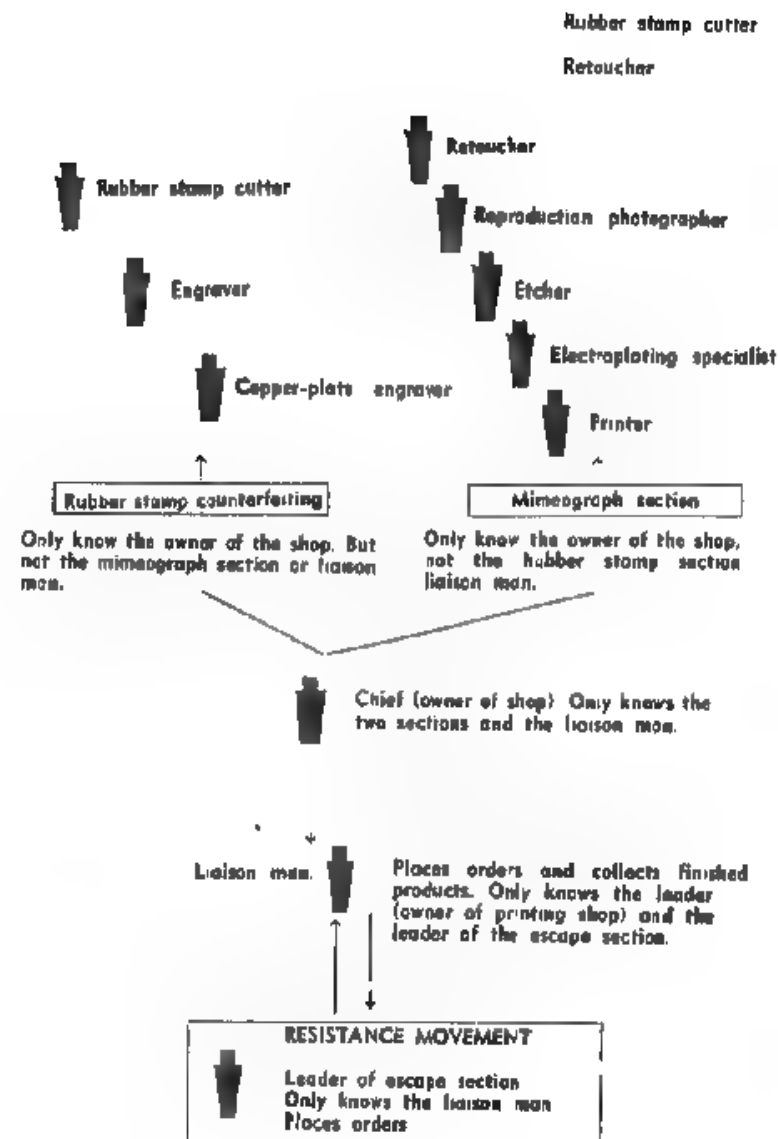 Rubber stamp cutter
Retoucher
Retoucher
Rubber stamp cutter
Reproduction photographer
Engraver
Etcher
Electroplating specialist
Copper-plate engraver
Printer
Rubber stamp counterfeiting
Only know the owner of the shop. But
not the mimeograph section or liaison
man.
Mimeograph section
Only know the owner of the shop,
not the hubber stamp section
liaison man.
Chief (owner of shop) Only knows the
two sections and the liaison man.
Liaison man.
Places orders and collects finished
products. Only knows the leader
(owner of printing shop) and the
leader of the escape section.
RESISTANCE MOVEMENT
Leader of escape section
Only knows the liaison man
Places orders